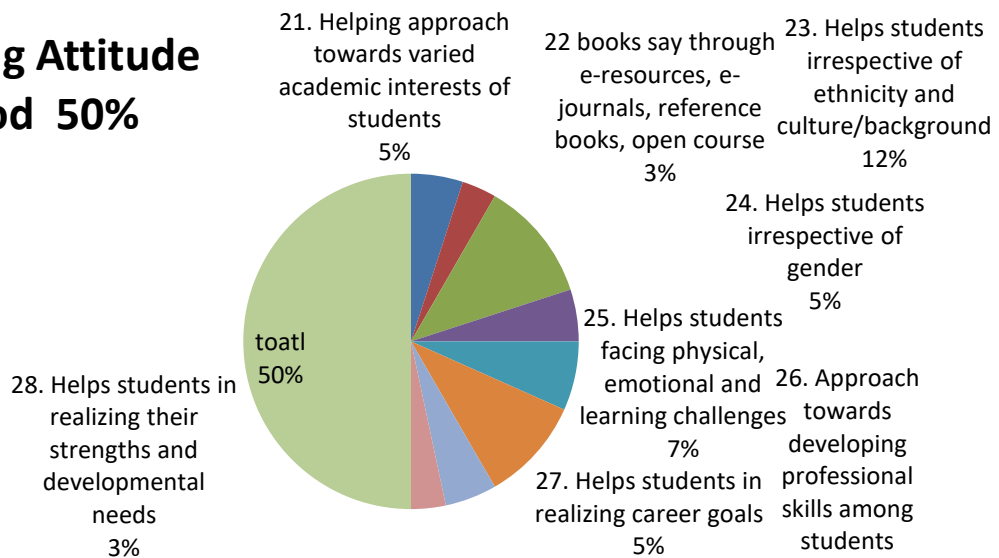 g Attitude
od 50%
21. Helping approach
towards varied
academic interests of
students
5%
22 books say through
e-resources, e-
journals, reference
books, open course
3%
23. Helps students
irrespective of
ethnicity and
culture/background
12%
24. Helps students
irrespective of
gender
5%
25. Helps students
facing physical,
emotional and
learning challenges
7%
26. Approach
towards
developing
professional
skills among
students
27. Helps students in
realizing career goals
5%
28. Helps students in
realizing their
strengths and
developmental
needs
3%
toatl
50%